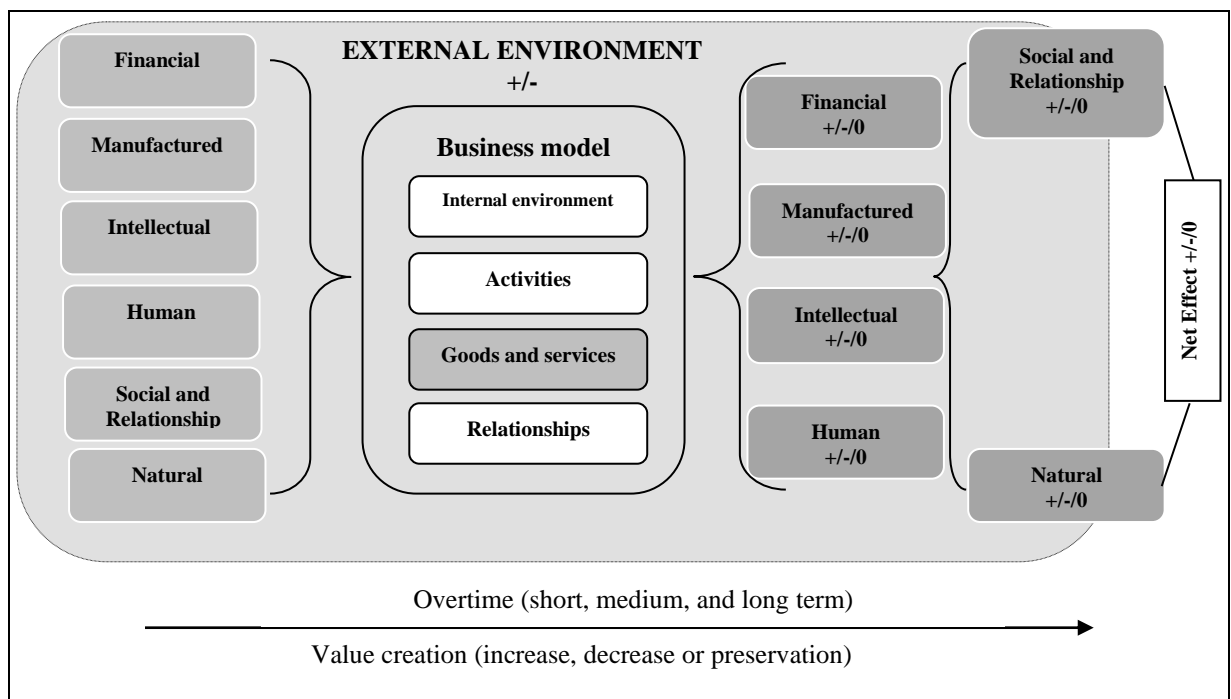 EXTERNAL ENVIRONMENT
+/-
Financial
Manufactured
Intellectual
Human
Social and
Relationship
Natural
Business model
Internal environment
Activities
Goods and services
Relationships
Financial
+/-/0
Manufactured
+/-/0
Intellectual
+/-/0
Human
+/-/0
Social and
Relationship
+/-/0
Natural
+/-/0
Net Effect +/-/0
Overtime (short, medium, and long term)
Value creation (increase, decrease or preservation)